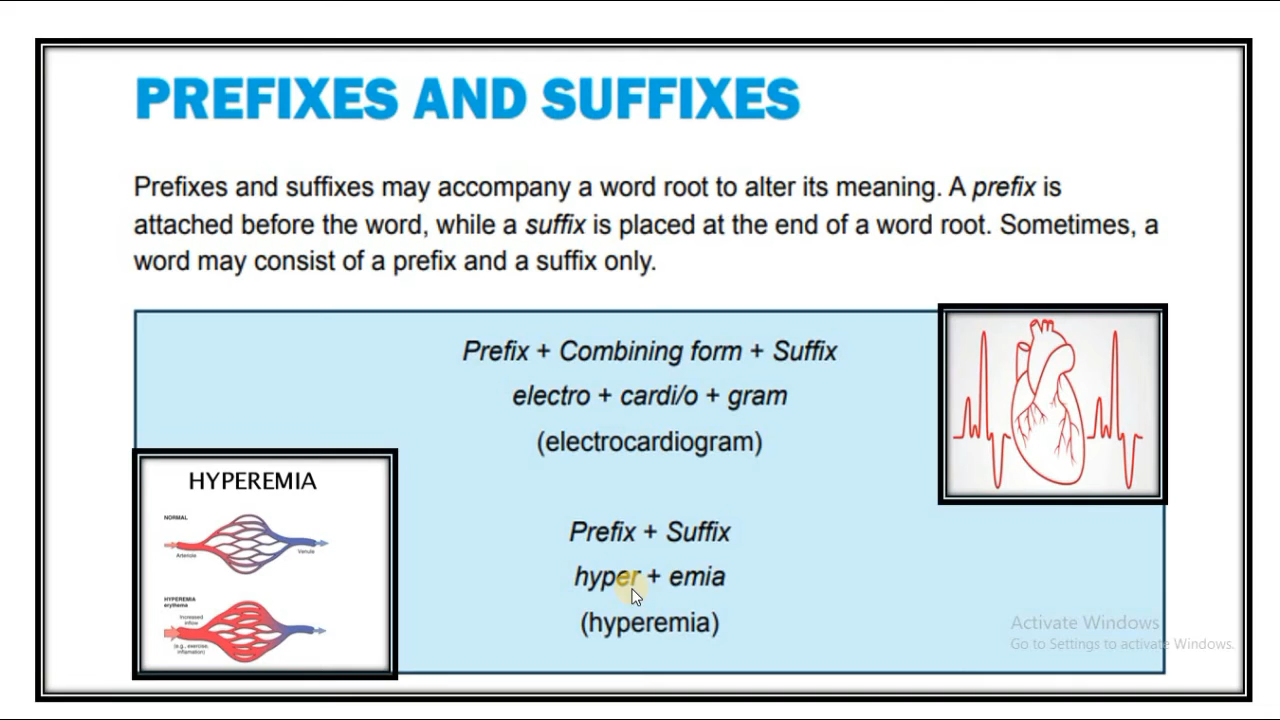 PREFIXES AND SUFFIXES
Prefixes and suffixes may accompany a word root to alter its meaning. A prefix is
attached before the word, while a suffix is placed at the end of a word root. Sometimes, a
word may consist of a prefix and a suffix only.
Prefix + Combining form + Suffix
electro + cardi/o + gram
(electrocardiogram)
HYPEREMIA
NORMAL
Arteriole
Venule
HYPEREMIA
erythema
Increased
inflow
(e.g., exercise,
inflamation)
Prefix + Suffix
hyper + emia
(hyperemia)
Activate Windows
Go to Settings to activate Windows.